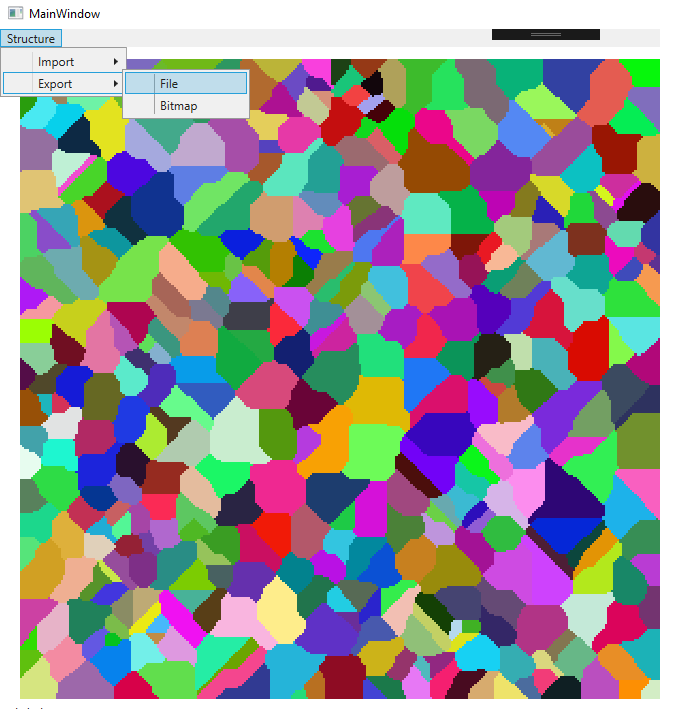 MainWindow
Structure
Import
Export
File
Bitmap